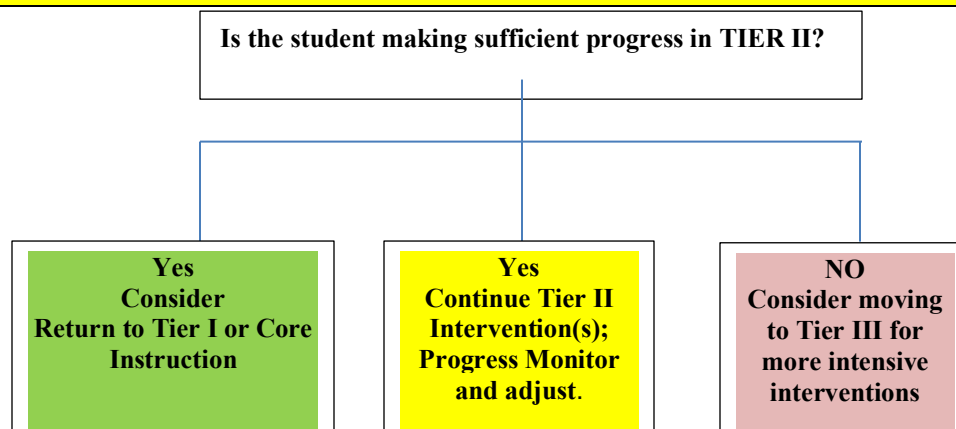 Is the student making sufficient progress in TIER II?
Yes
Consider
Return to Tier I or Core
Instruction
Yes
Continue Tier II
Intervention(s);
Progress Monitor
and adjust.
NO
Consider moving
to Tier III for
more intensive
interventions